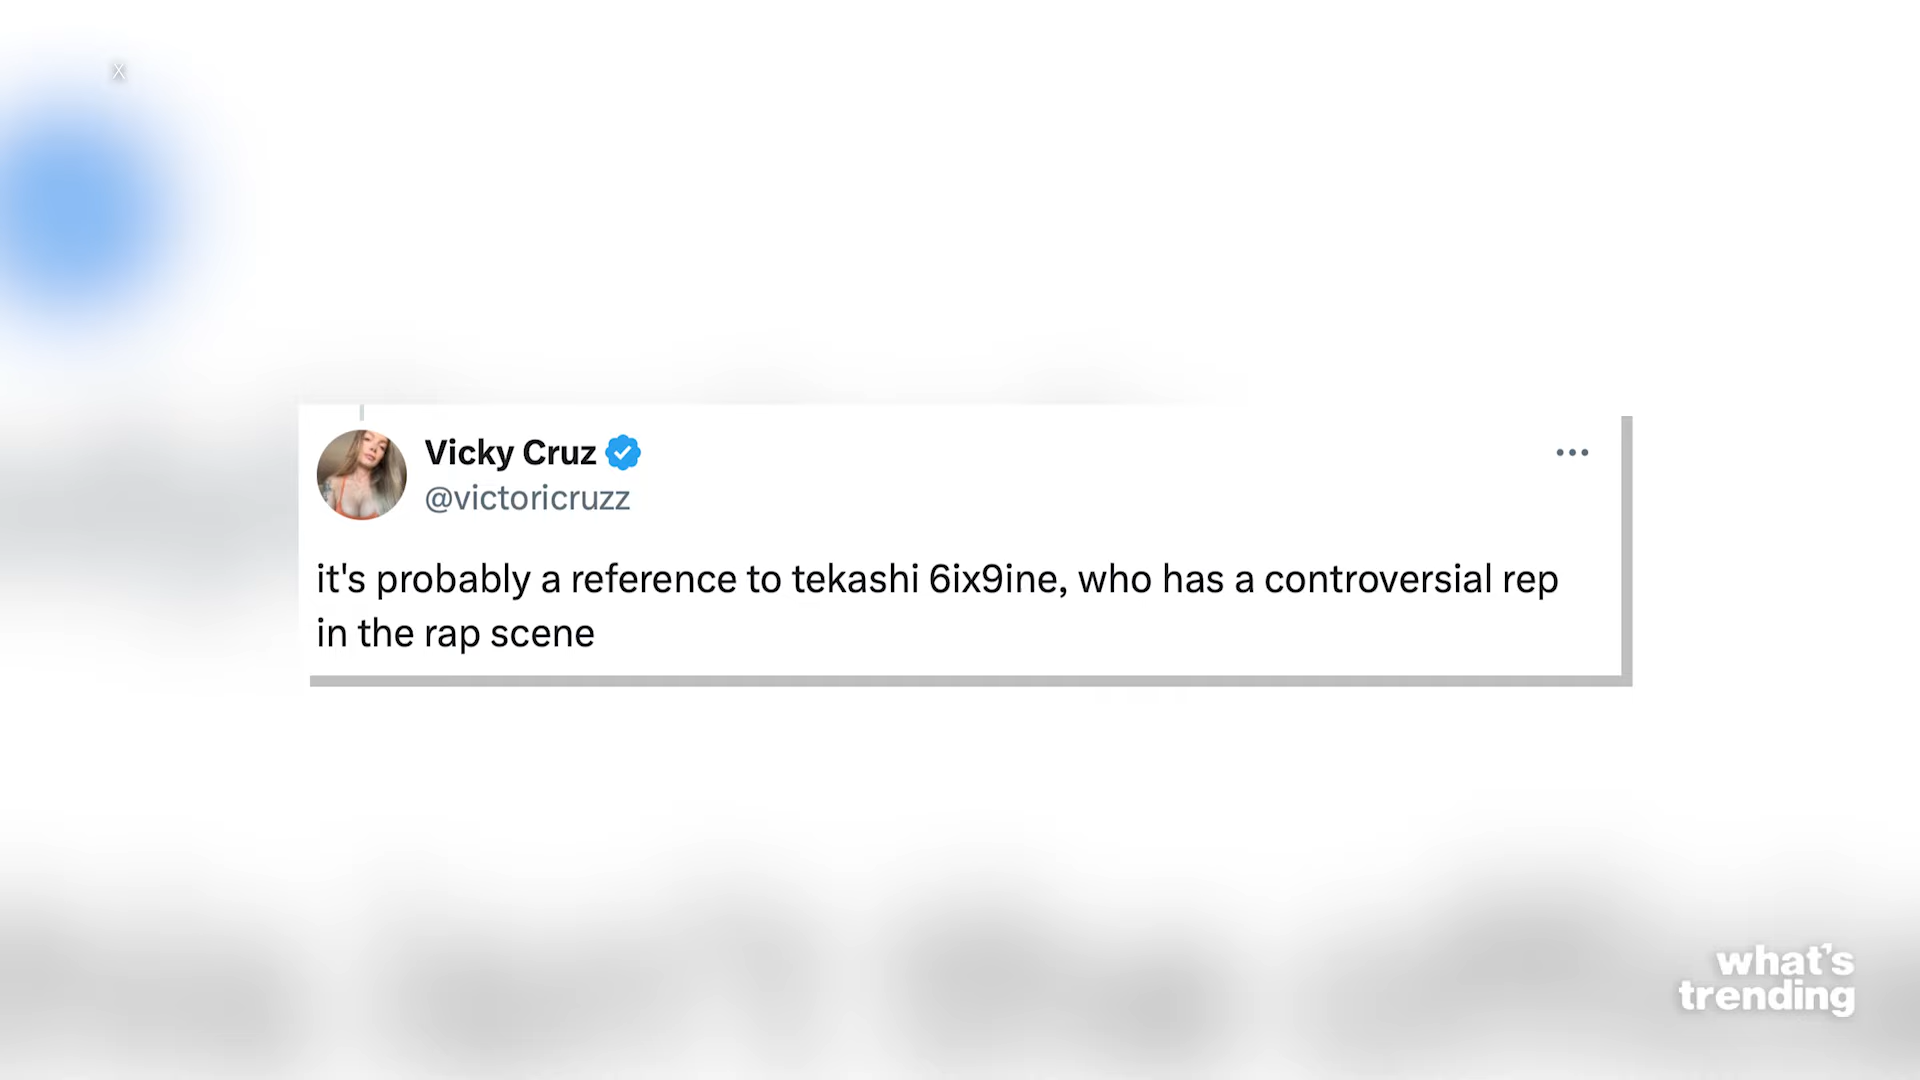 X
Vicky Cruz
@victoricruzz
it's probably a reference to tekashi 6ix9ine, who has a controversial rep
in the rap scene
what's
trending